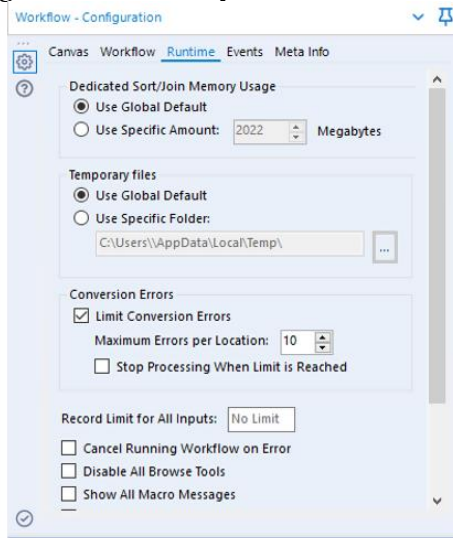 Workflow - Configuration
Canvas Workflow Runtime Events Meta Info
Dedicated Sort/Join Memory Usage
Use Global Default
Use Specific Amount: 2022 Megabytes
Temporary files
Use Global Default
Use Specific Folder:
C:\Users\\AppData\Local\Temp\ ...
Conversion Errors
Limit Conversion Errors
Maximum Errors per Location: 10
Stop Processing When Limit is Reached
Record Limit for All Inputs: No Limit
Cancel Running Workflow on Error
Disable All Browse Tools
Show All Macro Messages